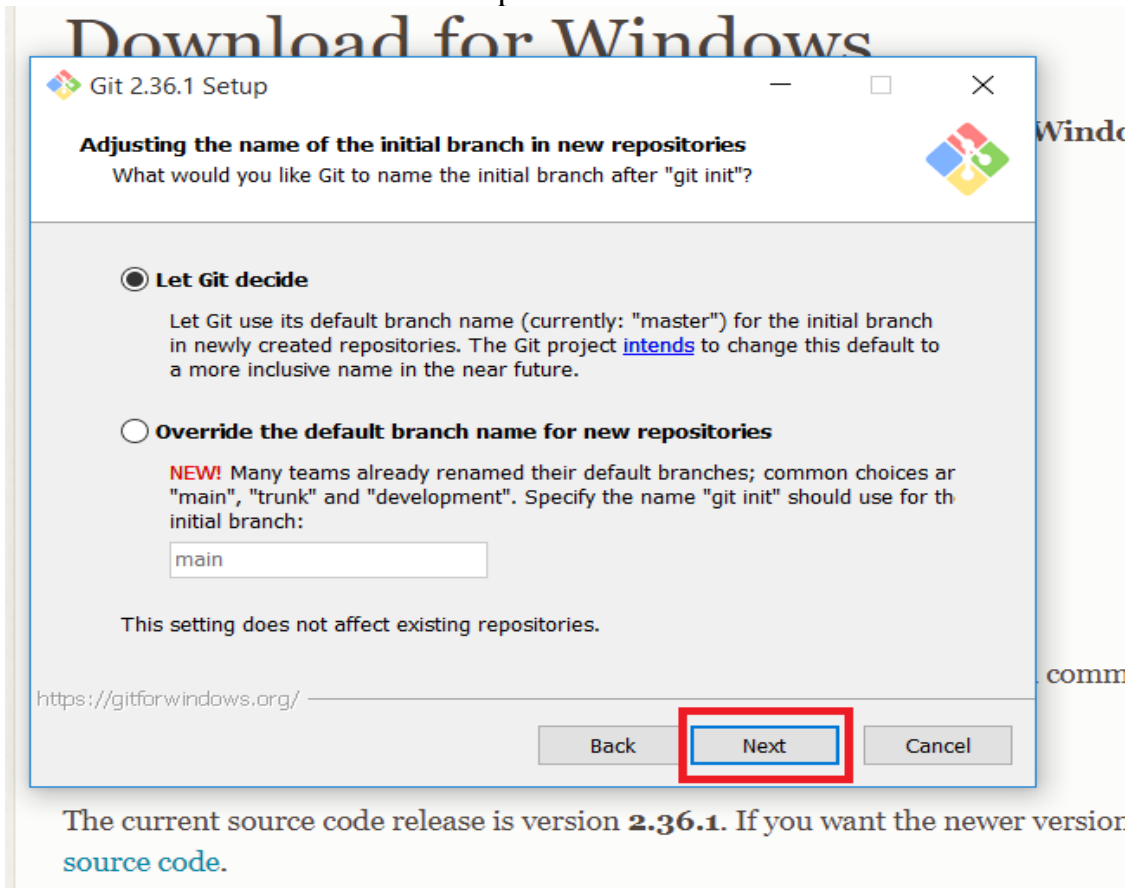 Download for Windows
Git 2.36.1 Setup
Adjusting the name of the initial branch in new repositories
What would you like Git to name the initial branch after "git init"?
Let Git decide
Let Git use its default branch name (currently: "master") for the initial branch
in newly created repositories. The Git project intends to change this default to
a more inclusive name in the near future.
Override the default branch name for new repositories
NEW! Many teams already renamed their default branches; common choices ar
"main", "trunk" and "development". Specify the name "git init" should use for th
initial branch:
main
This setting does not affect existing repositories.
https://gitforwindows.org/
Back Next Cancel
Windo
comm
The current source code release is version 2.36.1. If you want the newer version
source code.